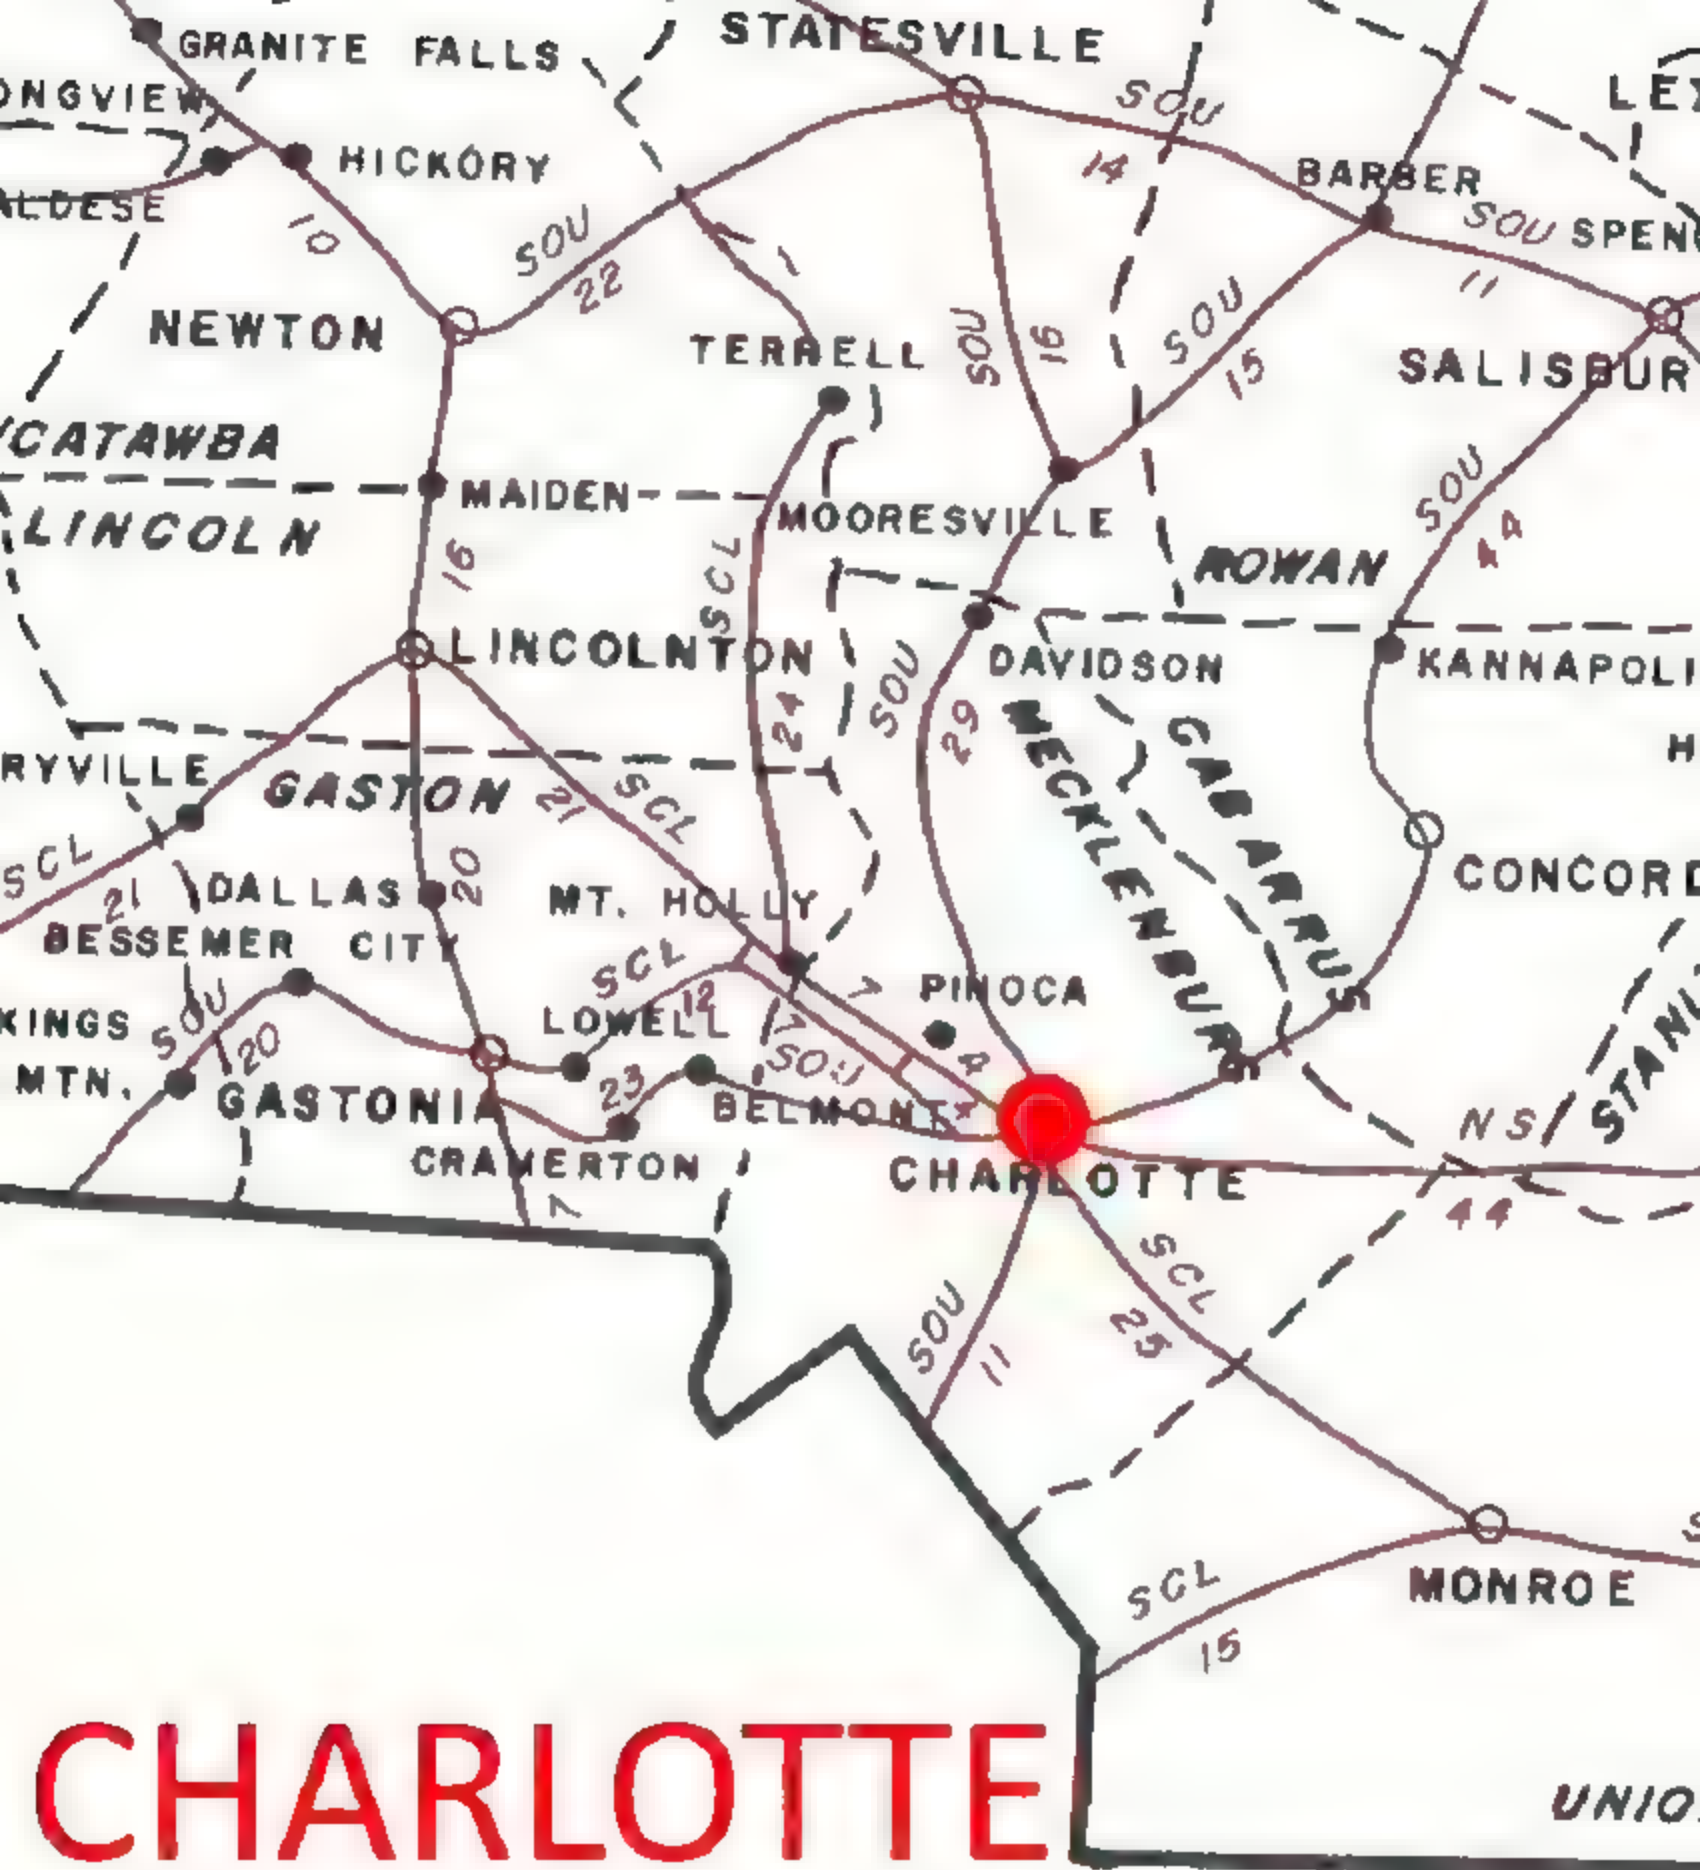 STATESVILLE
GRANITE FALLS
ONGVIEW
SOU
LEX
14
HICKORY
BARBER
ALDESE
10
SOU
SOU
SPEN
22
11
NEWTON
TERRELL
SOU
16
SOU
15
SALISBUR
CATAWBA
MAIDEN
SOU
44
LINCOLN
MOORESVILLE
16
SCL
ROWAN
LINCOLNTON
DAVIDSON
KANNAPOLI
SOU
24
29
RYVILLE
H
GASTON
21
SCL
MECKLENBURG
CABARRUS
SCL
21
DALLAS
20
CONCORD
MT. HOLLY
BESSEMER CITY
SCL
12
7
PINOCA
KINGS
MTN.
SOU
20
LOWELL
7
SOU
4
STANL
23
GASTONIA
BELMONT
NS
CRAMERTON
CHARLOTTE
7
44
SCL
25
SOU
11
SCL
15
MONROE
S
CHARLOTTE
UNIO